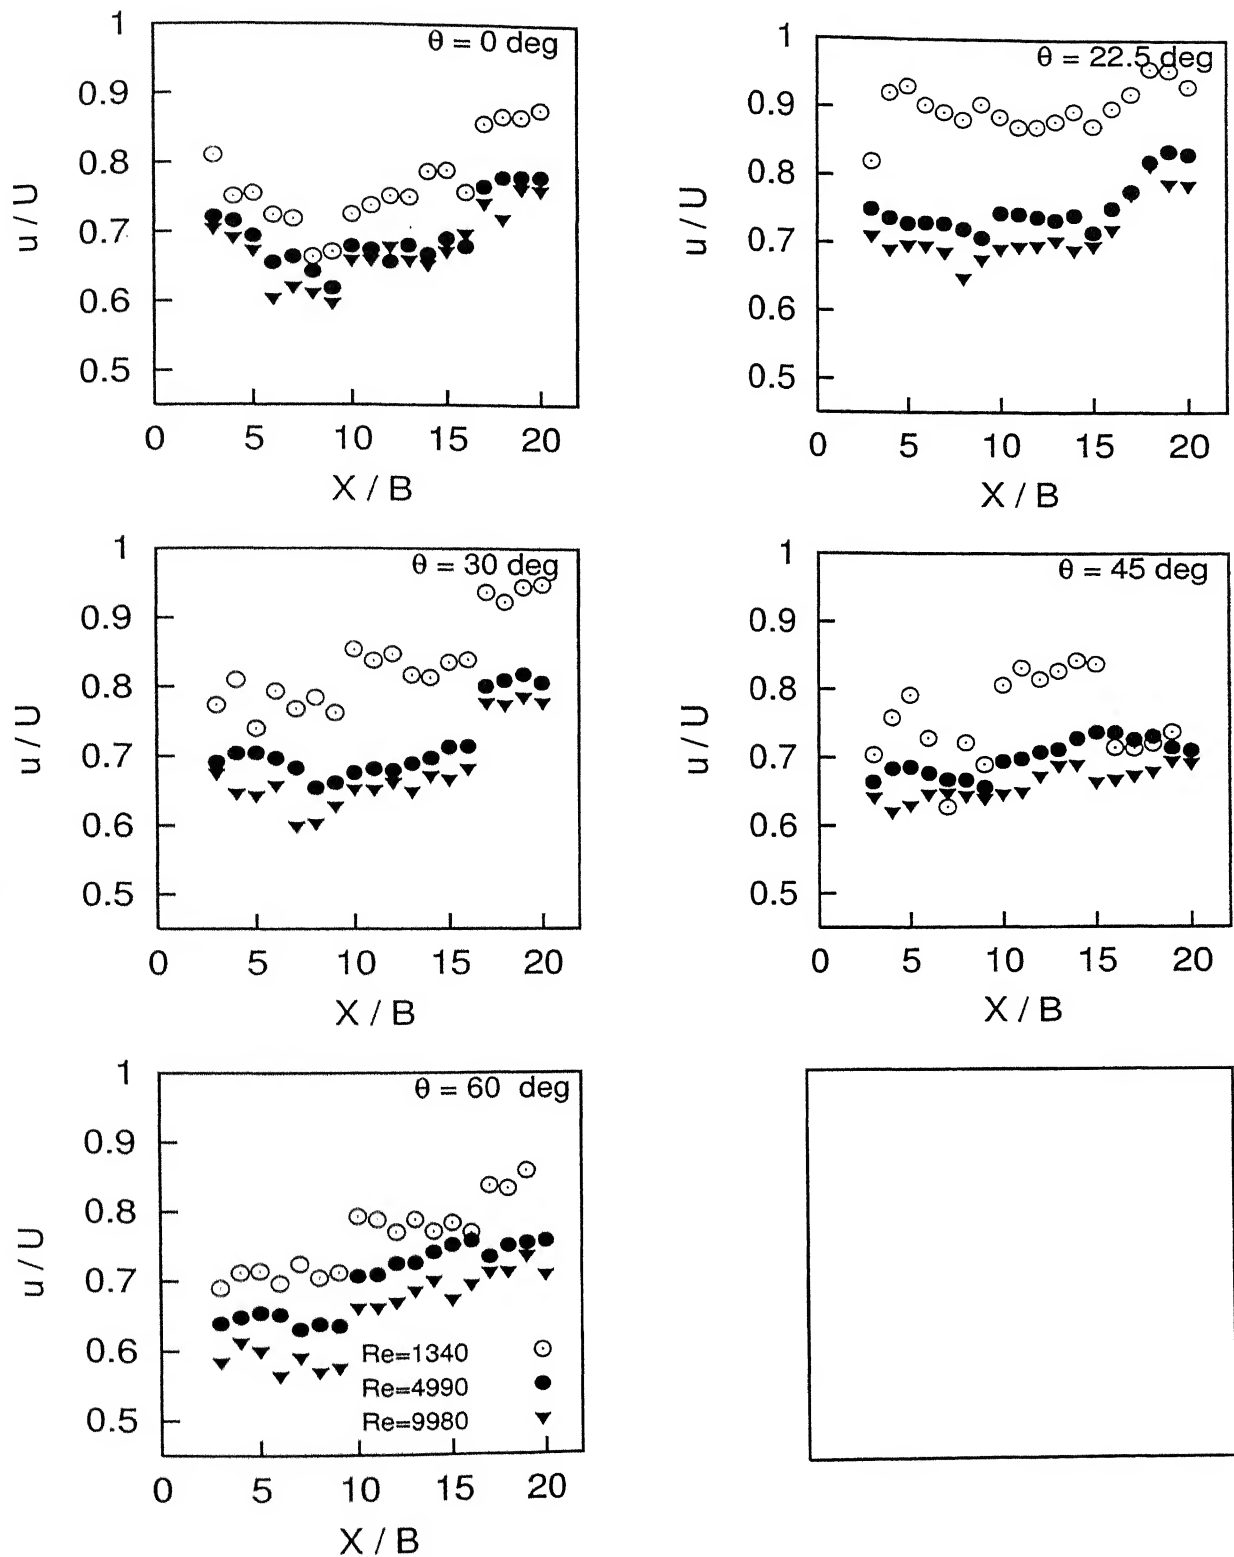 θ = 0 deg
1
0.9
0.8
0.7
0.6
0.5
u / U
0 5 10 15 20
X / B
θ = 22.5 deg
1
0.9
0.8
0.7
0.6
0.5
u / U
0 5 10 15 20
X / B
θ = 30 deg
1
0.9
0.8
0.7
0.6
0.5
u / U
0 5 10 15 20
X / B
θ = 45 deg
1
0.9
0.8
0.7
0.6
0.5
u / U
0 5 10 15 20
X / B
θ = 60 deg
1
0.9
0.8
0.7
0.6
0.5
u / U
Re=1340
Re=4990
Re=9980
0 5 10 15 20
X / B